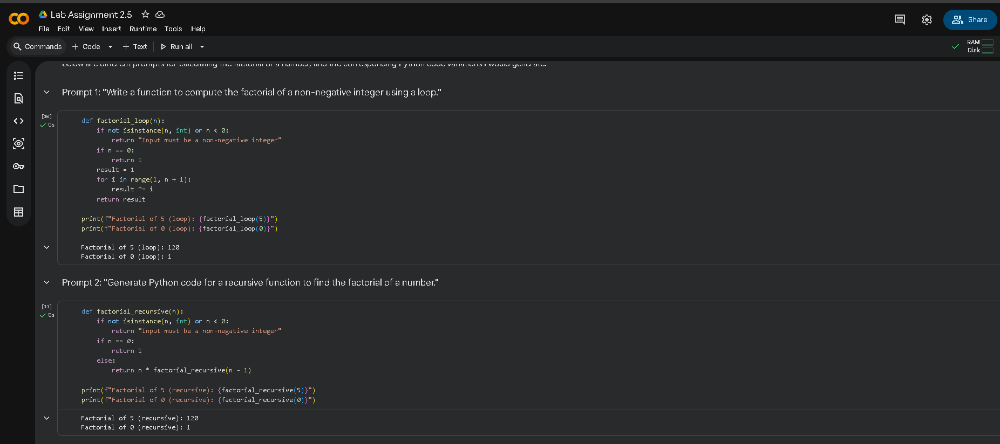 Lab Assignment 2.5
File Edit View Insert Runtime Tools Help
Share
Commands + Code + Text Run all
RAM
Disk
Below are different prompts for calculating the factorial of a number, and the corresponding Python code variations I would generate.
Prompt 1: "Write a function to compute the factorial of a non-negative integer using a loop."
[10]
0s
def factorial_loop(n):
    if not isinstance(n, int) or n < 0:
        return "Input must be a non-negative integer"
    if n == 0:
        return 1
    result = 1
    for i in range(1, n + 1):
        result *= i
    return result
print(f"Factorial of 5 (loop): {factorial_loop(5)}")
print(f"Factorial of 0 (loop): {factorial_loop(0)}")
Factorial of 5 (loop): 120
Factorial of 0 (loop): 1
Prompt 2: "Generate Python code for a recursive function to find the factorial of a number."
[11]
0s
def factorial_recursive(n):
    if not isinstance(n, int) or n < 0:
        return "Input must be a non-negative integer"
    if n == 0:
        return 1
    else:
        return n * factorial_recursive(n - 1)
print(f"Factorial of 5 (recursive): {factorial_recursive(5)}")
print(f"Factorial of 0 (recursive): {factorial_recursive(0)}")
Factorial of 5 (recursive): 120
Factorial of 0 (recursive): 1